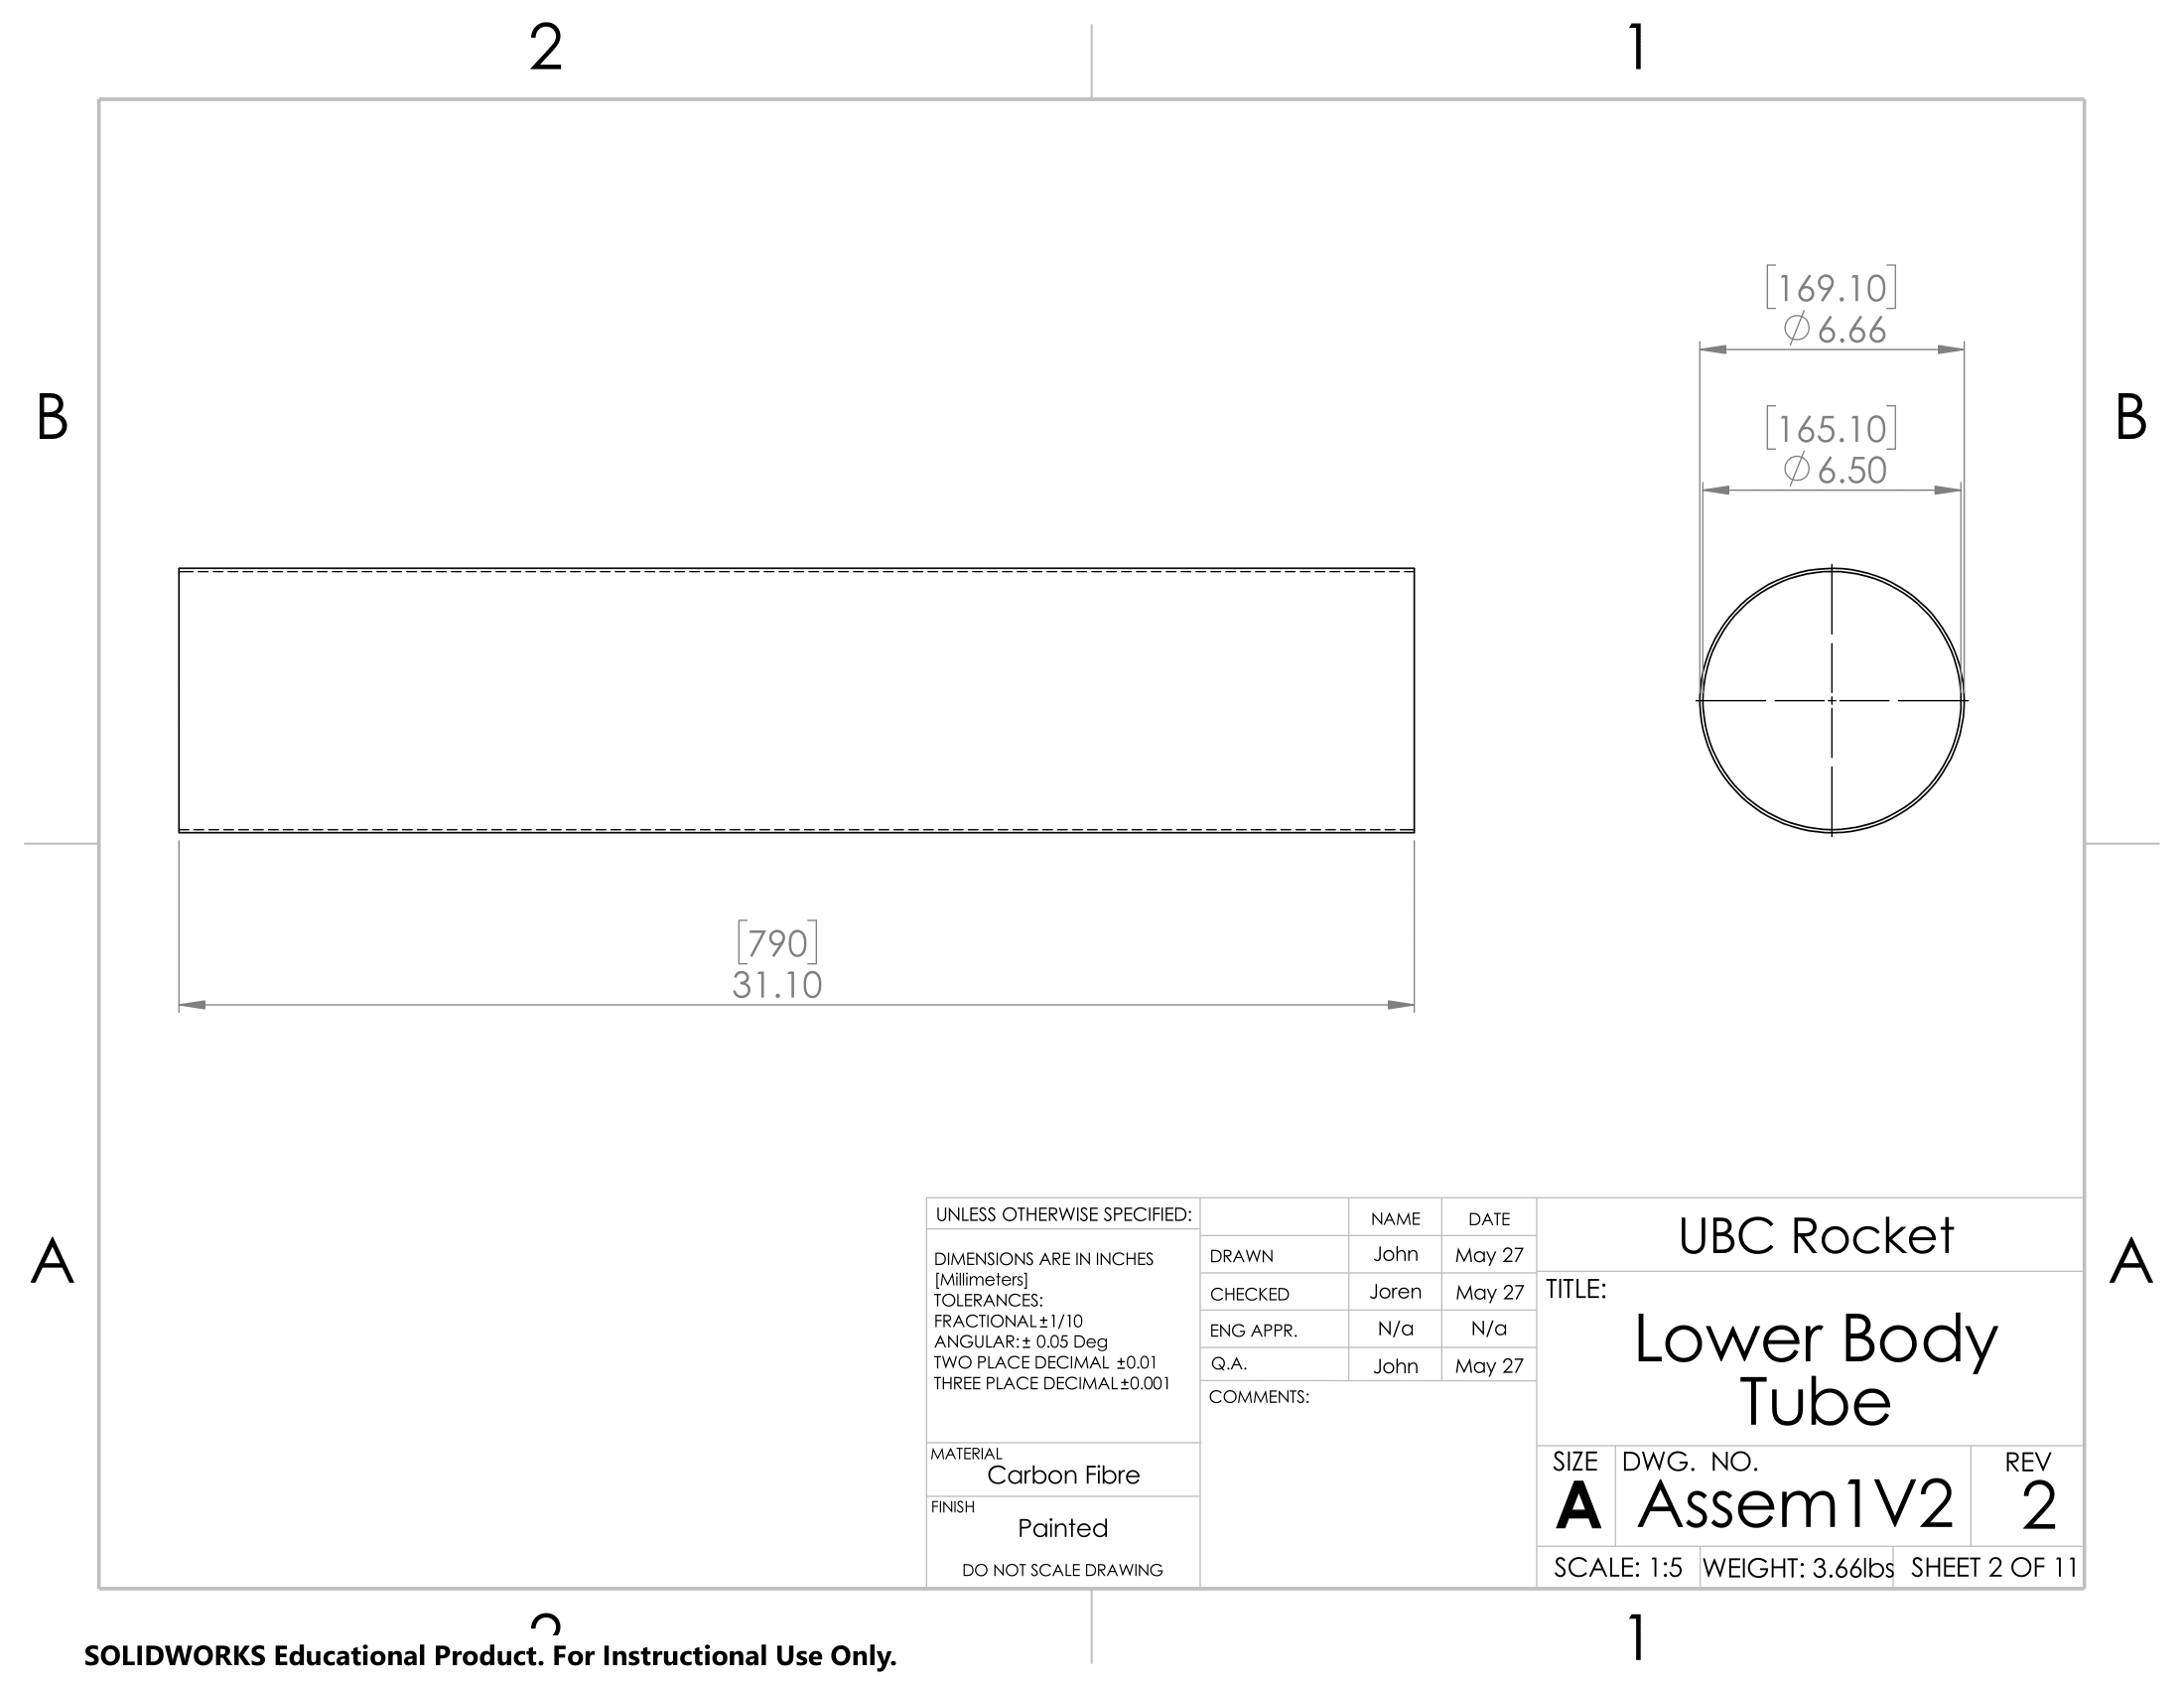 2
1
[169.10]
∅ 6.66
[165.10]
∅ 6.50
B
B
[790]
31.10
A
A
UNLESS OTHERWISE SPECIFIED:
DIMENSIONS ARE IN INCHES
[Millimeters]
TOLERANCES:
FRACTIONAL ±1/10
ANGULAR: ± 0.05 Deg
TWO PLACE DECIMAL ±0.01
THREE PLACE DECIMAL ±0.001
MATERIAL
Carbon Fibre
FINISH
Painted
DO NOT SCALE DRAWING
NAME DATE
DRAWN John May 27
CHECKED Joren May 27
ENG APPR. N/a N/a
Q.A. John May 27
COMMENTS:
UBC Rocket
TITLE:
Lower Body
Tube
SIZE DWG. NO. REV
A Assem1V2 2
SCALE: 1:5 WEIGHT: 3.66lbs SHEET 2 OF 11
2
1
SOLIDWORKS Educational Product. For Instructional Use Only.